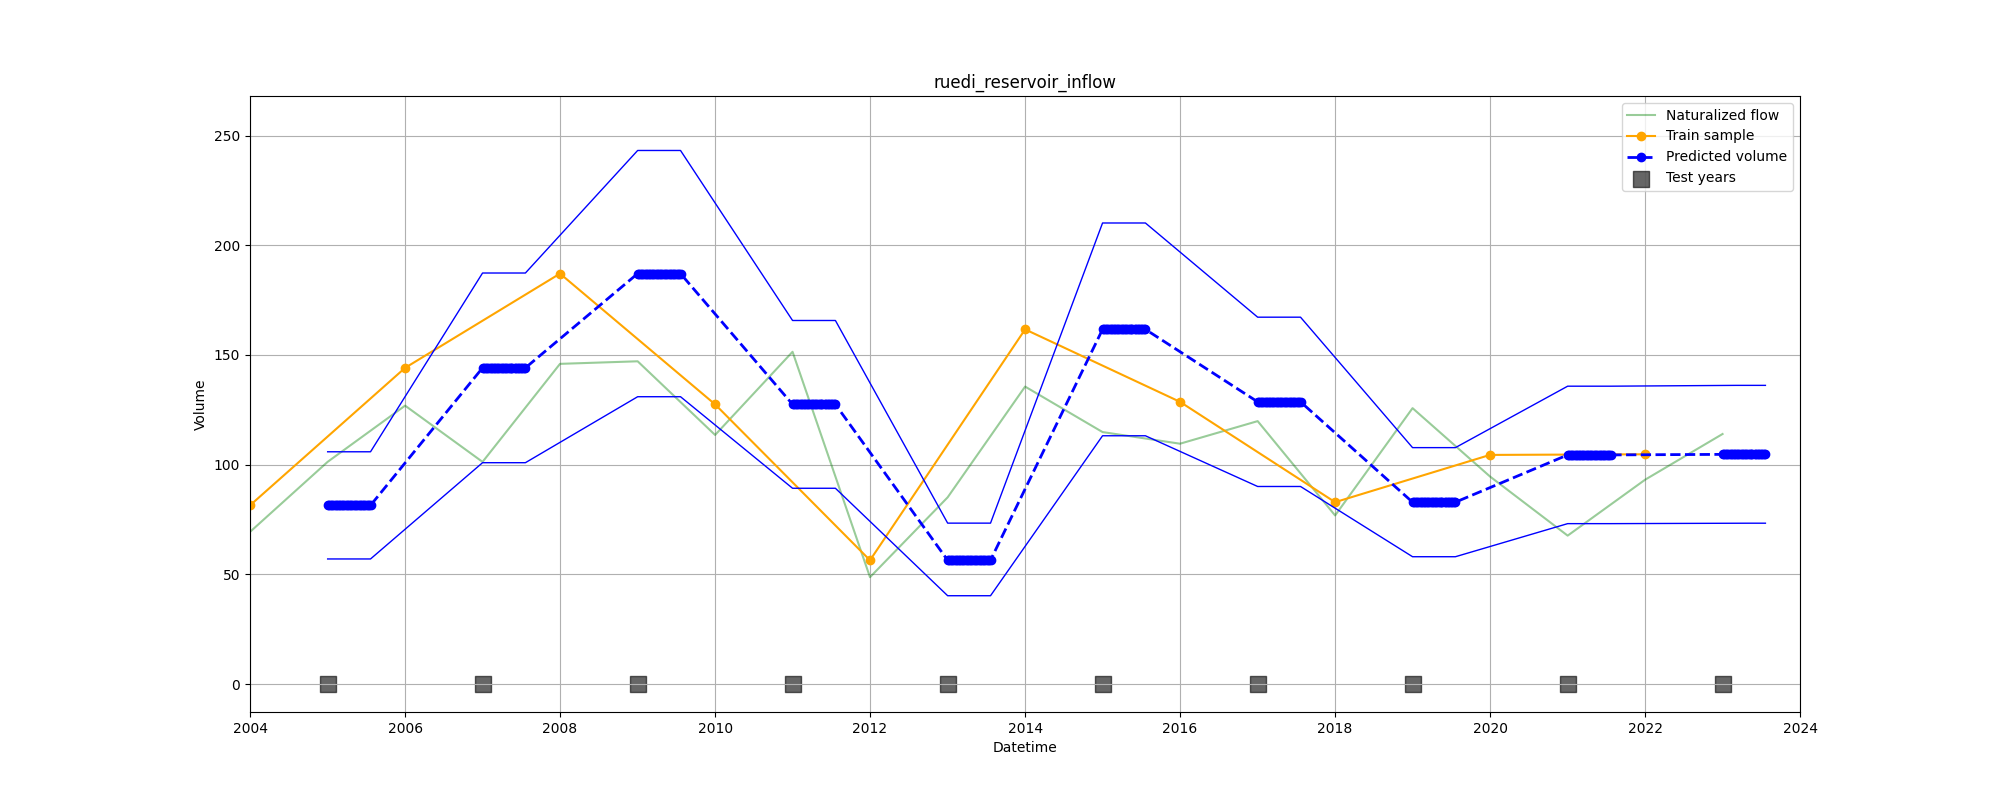 ruedi_reservoir_inflow
Naturalized flow
Train sample
Predicted volume
Test years
Volume
250
200
150
100
50
0
2004 2006 2008 2010 2012 2014 2016 2018 2020 2022 2024
Datetime